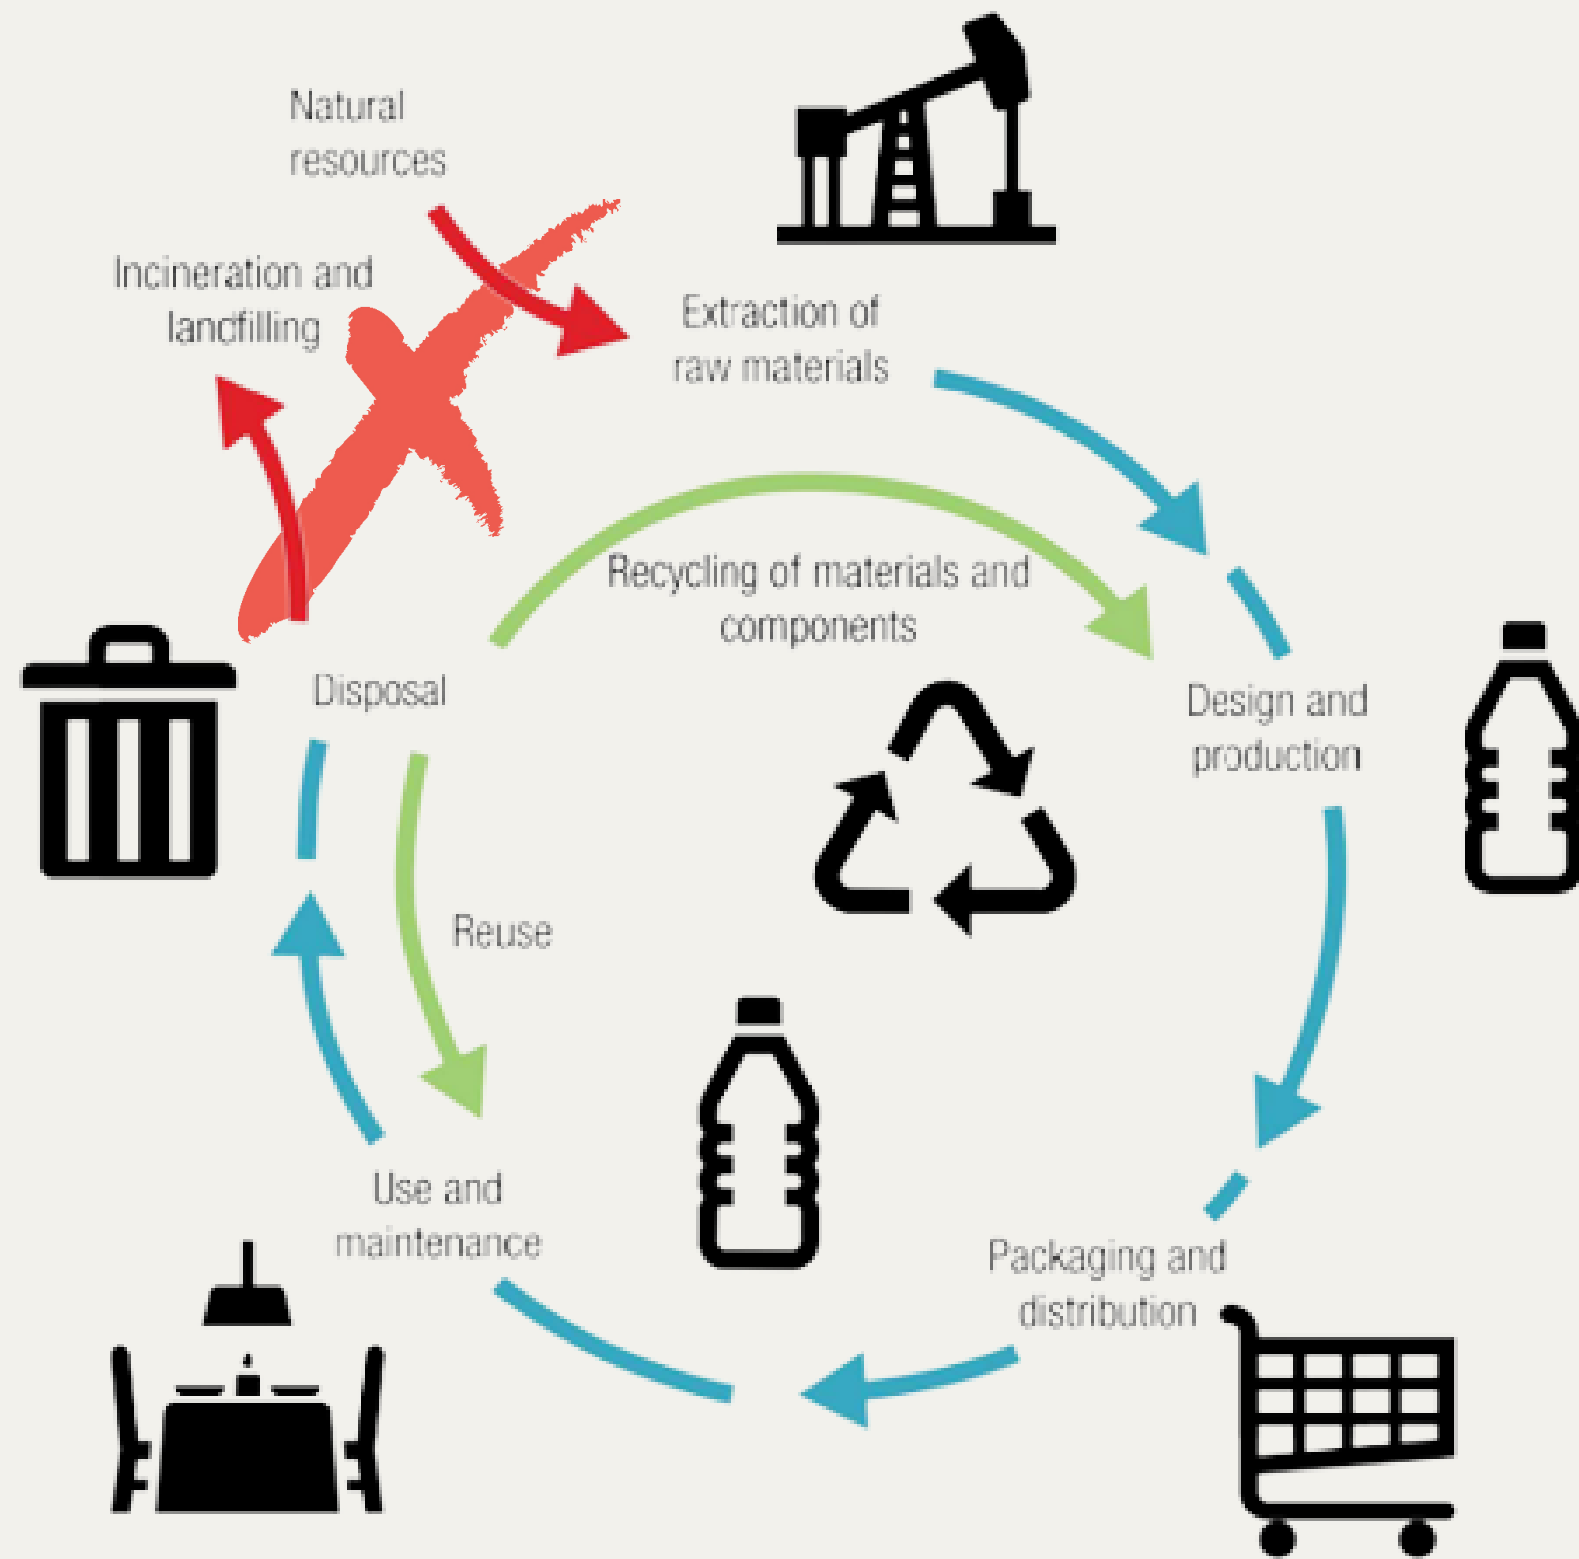 Natural
resources
Incineration and
landfilling
Extraction of
raw materials
Recycling of materials and
components
Disposal
Design and
production
Reuse
Use and
maintenance
Packaging and
distribution